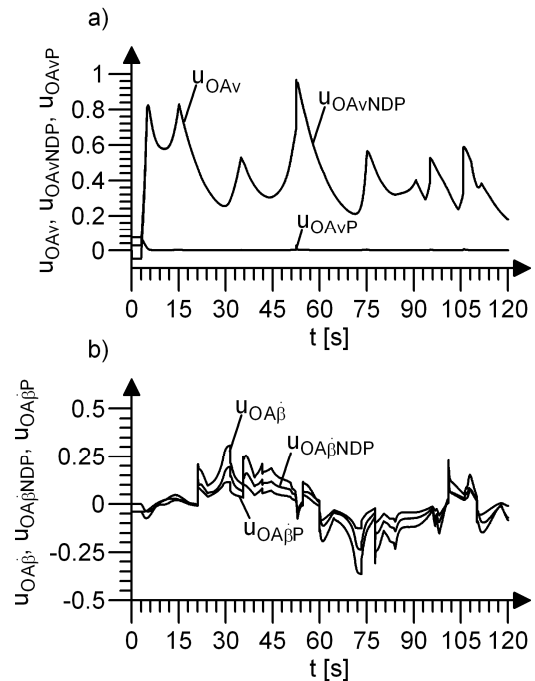 a)
u_OAv, u_OAvNDP, u_OAvP
1
0.8
0.6
0.4
0.2
0
u_OAv
u_OAvNDP
u_OAvP
0 15 30 45 60 75 90 105 120
t [s]
b)
u_OAβ̇, u_OAβ̇NDP, u_OAβ̇P
0.5
0.25
0
-0.25
-0.5
u_OAβ̇
u_OAβ̇NDP
u_OAβ̇P
0 15 30 45 60 75 90 105 120
t [s]